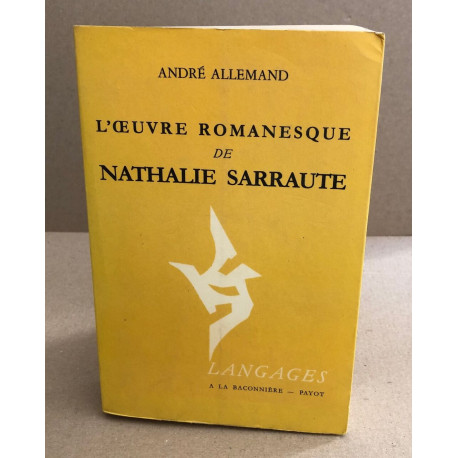 ANDRÉ ALLEMAND
L'ŒUVRE ROMANESQUE
DE
NATHALIE SARRAUTE
LANGAGES
A LA BACONNIÈRE — PAYOT